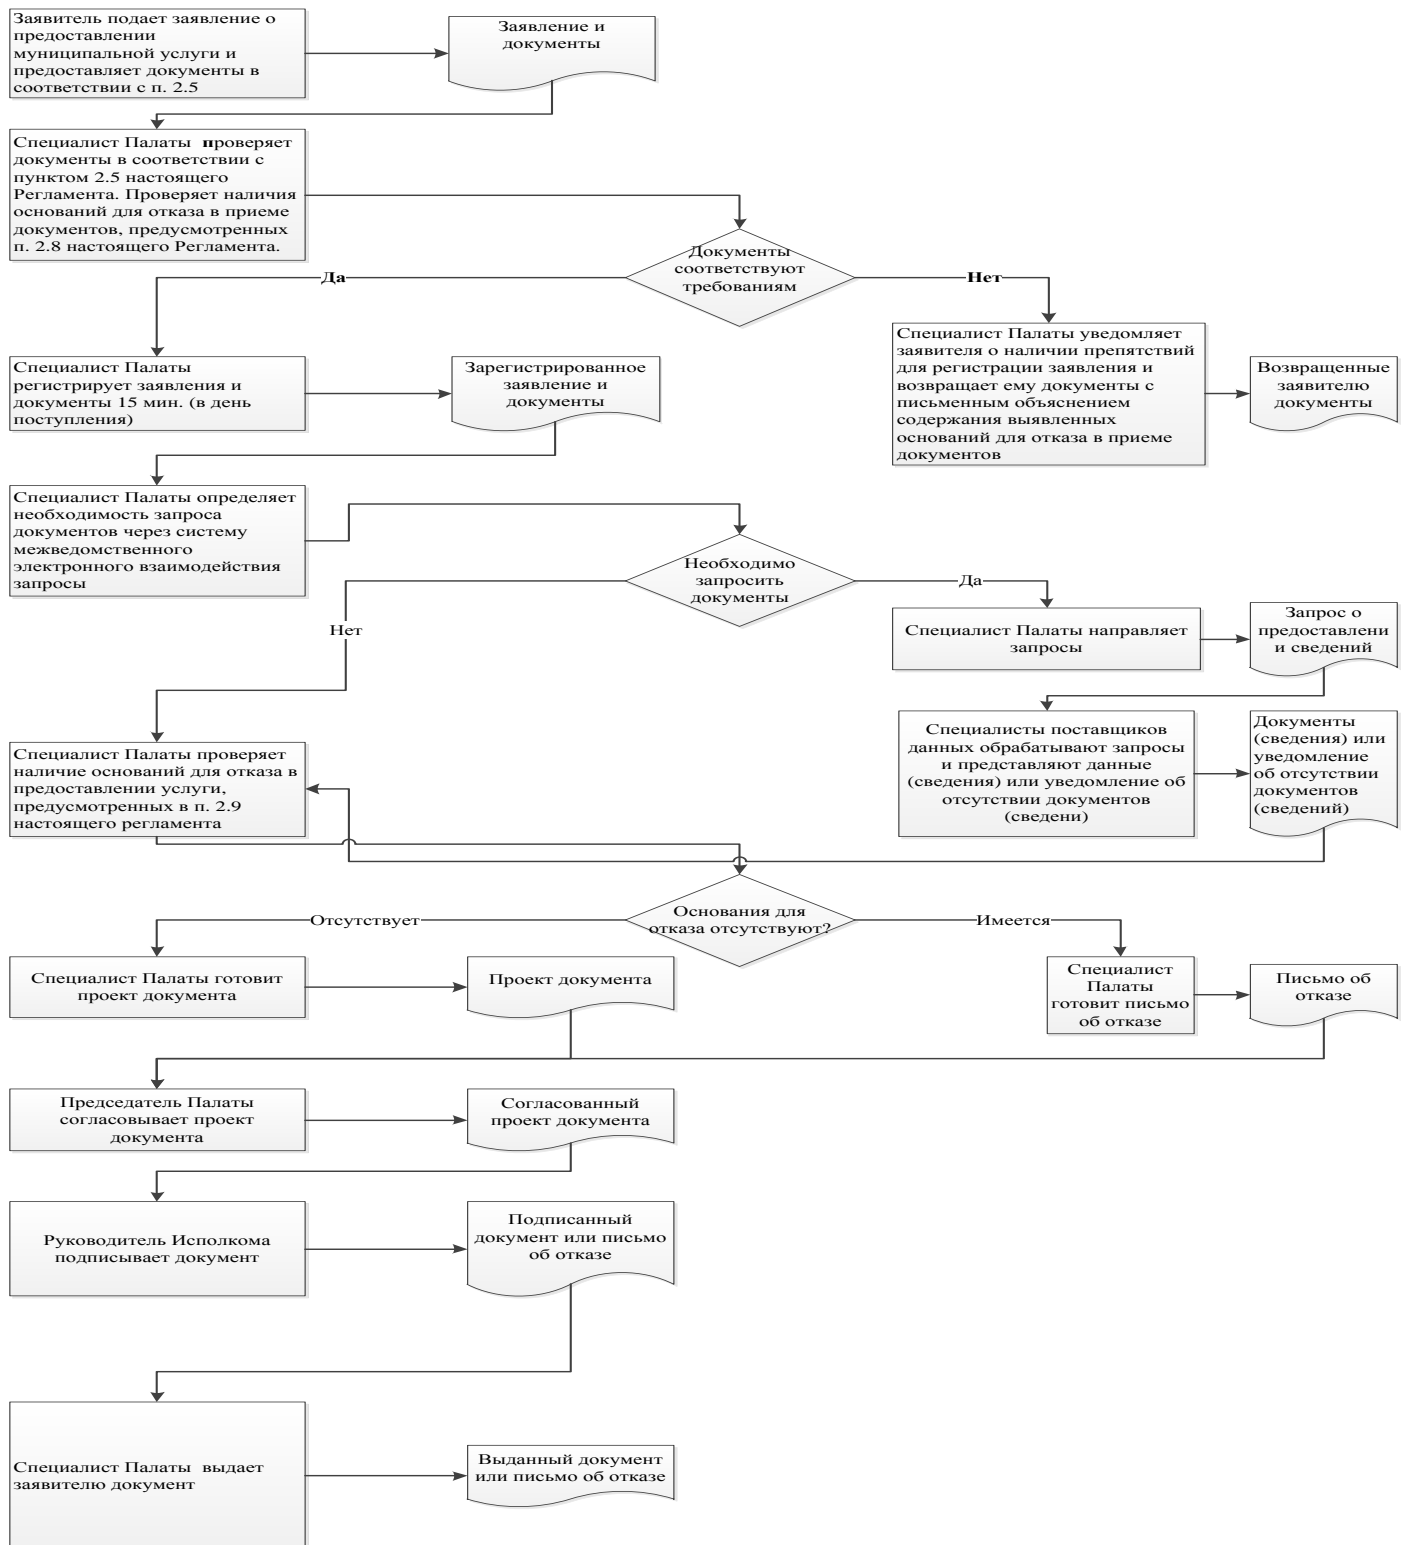 Заявитель подает заявление о
предоставлении
муниципальной услуги и
предоставляет документы в
соответствии с п. 2.5
Заявление и
документы
Специалист Палаты  проверяет
документы в соответствии с
пунктом 2.5 настоящего
Регламента. Проверяет наличия
оснований для отказа в приеме
документов, предусмотренных
п. 2.8 настоящего Регламента.
Документы
соответствуют
требованиям
Да
Нет
Специалист Палаты
регистрирует заявления и
документы 15 мин. (в день
поступления)
Зарегистрированное
заявление и
документы
Специалист Палаты уведомляет
заявителя о наличии препятствий
для регистрации заявления и
возвращает ему документы с
письменным объяснением
содержания выявленных
оснований для отказа в приеме
документов
Возвращенные
заявителю
документы
Специалист Палаты определяет
необходимость запроса
документов через систему
межведомственного
электронного взаимодействия
запросы
Необходимо
запросить
документы
Да
Нет
Специалист Палаты направляет
запросы
Запрос о
предоставлени
и сведений
Специалист Палаты проверяет
наличие оснований для отказа в
предоставлении услуги,
предусмотренных в п. 2.9
настоящего регламента
Специалисты поставщиков
данных обрабатывают запросы
и представляют данные
(сведения) или уведомление об
отсутствии документов
(сведени)
Документы
(сведения) или
уведомление
об отсутствии
документов
(сведений)
Основания для
отказа отсутствуют?
Отсутствует
Имеется
Специалист Палаты готовит
проект документа
Проект документа
Специалист
Палаты
готовит письмо
об отказе
Письмо об
отказе
Председатель Палаты
согласовывает проект
документа
Согласованный
проект документа
Руководитель Исполкома
подписывает документ
Подписанный
документ или письмо
об отказе
Специалист Палаты  выдает
заявителю документ
Выданный документ
или письмо об отказе